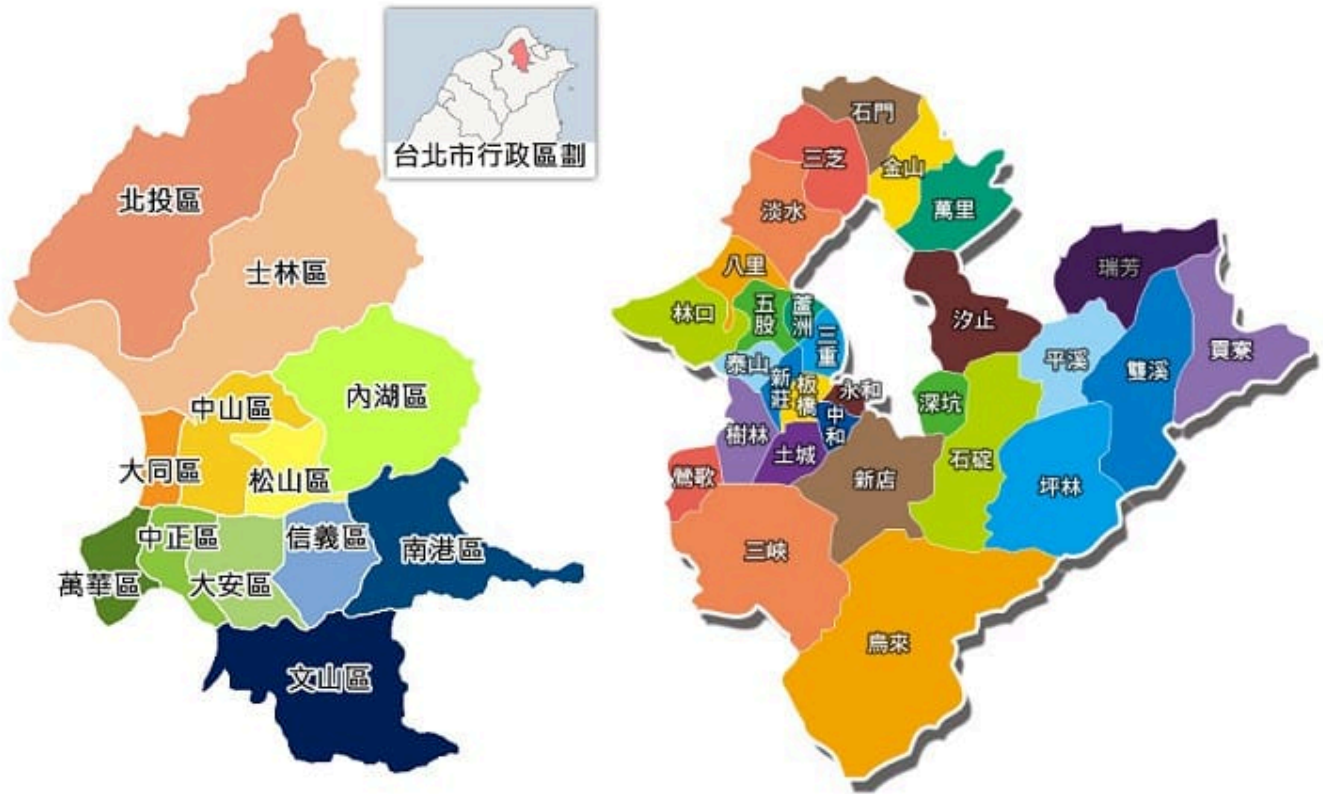 台北市行政區劃
北投區
士林區
內湖區
中山區
大同區
松山區
中正區
信義區
南港區
萬華區
大安區
文山區
石門
三芝
金山
淡水
萬里
八里
瑞芳
林口
五股
蘆洲
三重
汐止
平溪
雙溪
貢寮
泰山
新莊
板橋
永和
中和
深坑
樹林
土城
石碇
坪林
鶯歌
新店
三峽
烏來